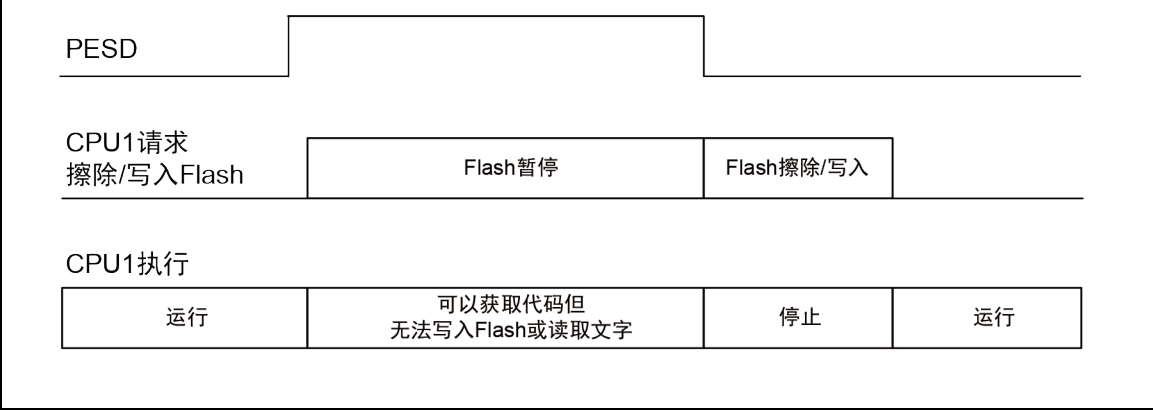 PESD
CPU1请求
擦除/写入Flash
Flash暂停
Flash擦除/写入
CPU1执行
运行
可以获取代码但
无法写入Flash或读取文字
停止
运行